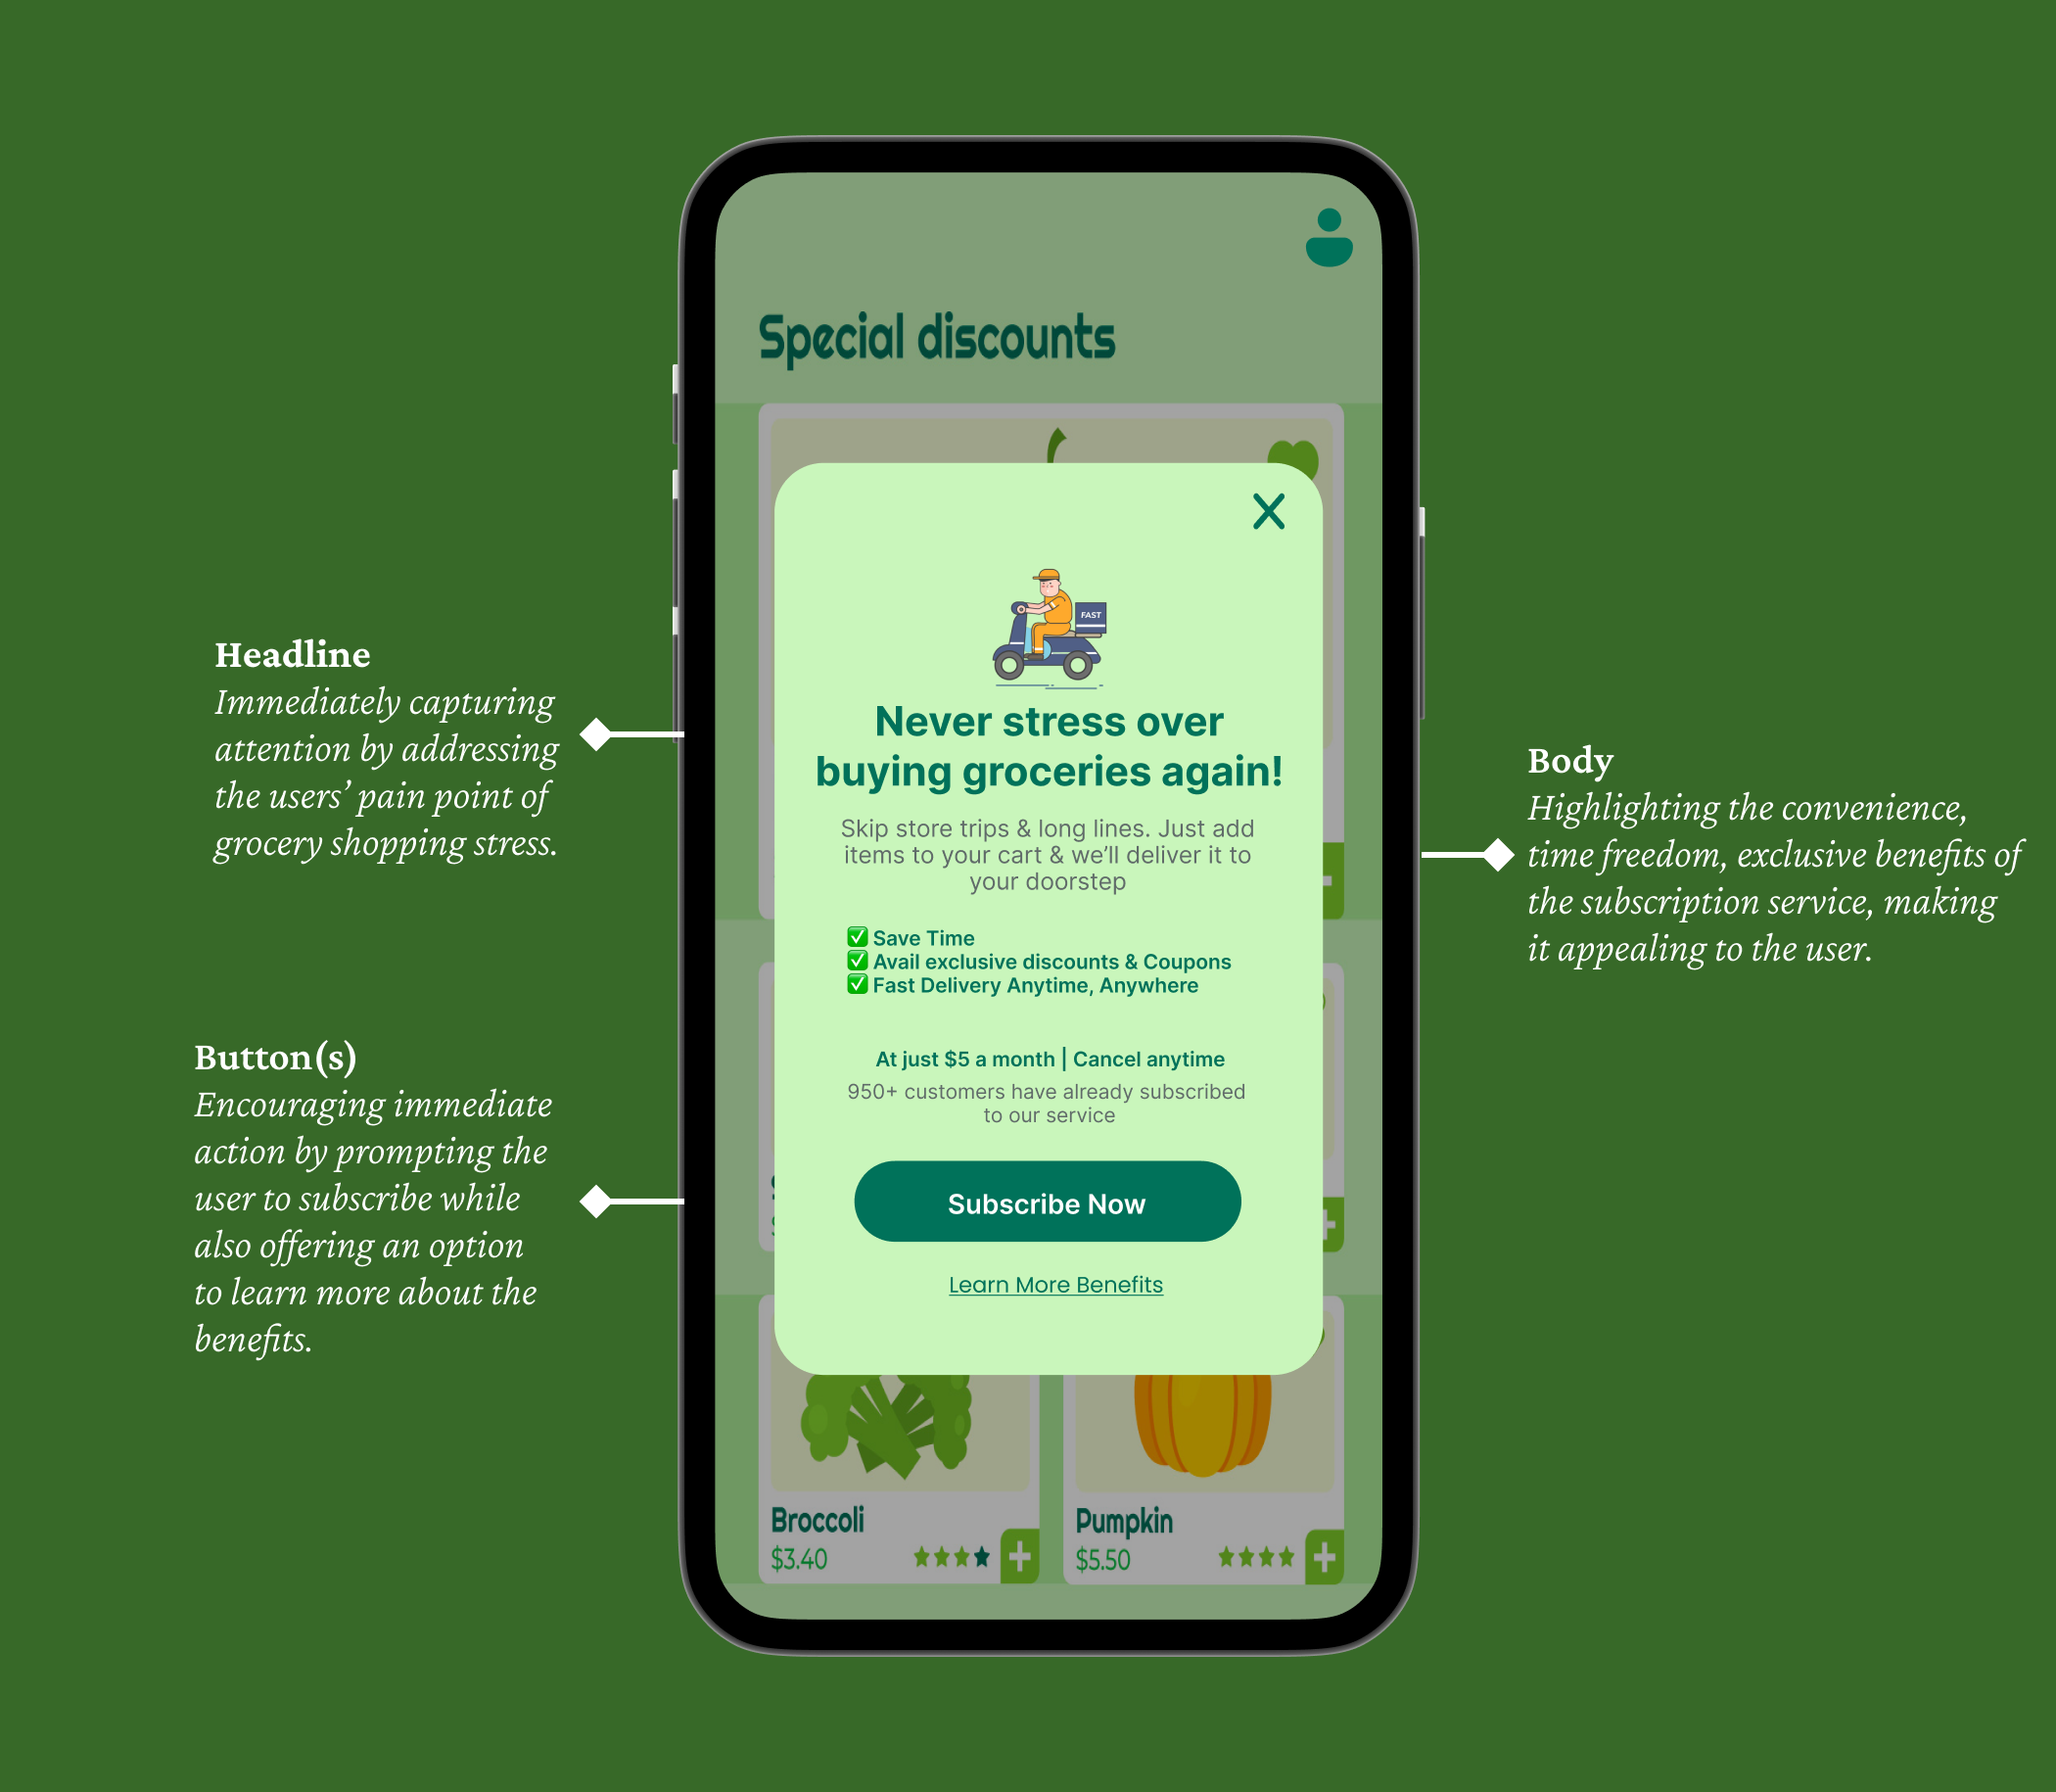 Special discounts
FAST
Never stress over
buying groceries again!
Skip store trips & long lines. Just add
items to your cart & we’ll deliver it to
your doorstep
✅ Save Time
✅ Avail exclusive discounts & Coupons
✅ Fast Delivery Anytime, Anywhere
At just $5 a month | Cancel anytime
950+ customers have already subscribed
to our service
Subscribe Now
Learn More Benefits
Broccoli
$3.40
Pumpkin
$5.50
Headline
Immediately capturing
attention by addressing
the users’ pain point of
grocery shopping stress.
Button(s)
Encouraging immediate
action by prompting the
user to subscribe while
also offering an option
to learn more about the
benefits.
Body
Highlighting the convenience,
time freedom, exclusive benefits of
the subscription service, making
it appealing to the user.